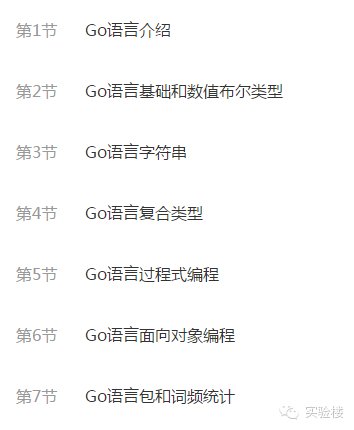 第1节 Go语言介绍
第2节 Go语言基础和数值布尔类型
第3节 Go语言字符串
第4节 Go语言复合类型
第5节 Go语言过程式编程
第6节 Go语言面向对象编程
第7节 Go语言包和词频统计
实验楼